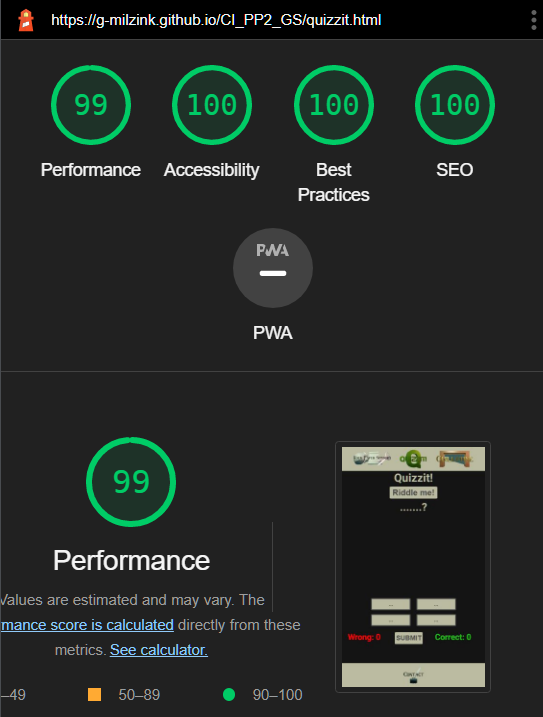 https://g-milzink.github.io/CI_PP2_GS/quizzit.html
99 100 100 100
Performance Accessibility Best Practices SEO
PWA
PWA
99
Performance
Values are estimated and may vary. The
rmance score is calculated directly from these
metrics. See calculator.
–49 50–89 90–100
Quizzit!
Riddle me!
.......?
Wrong: 0 SUBMIT Correct: 0
Contact